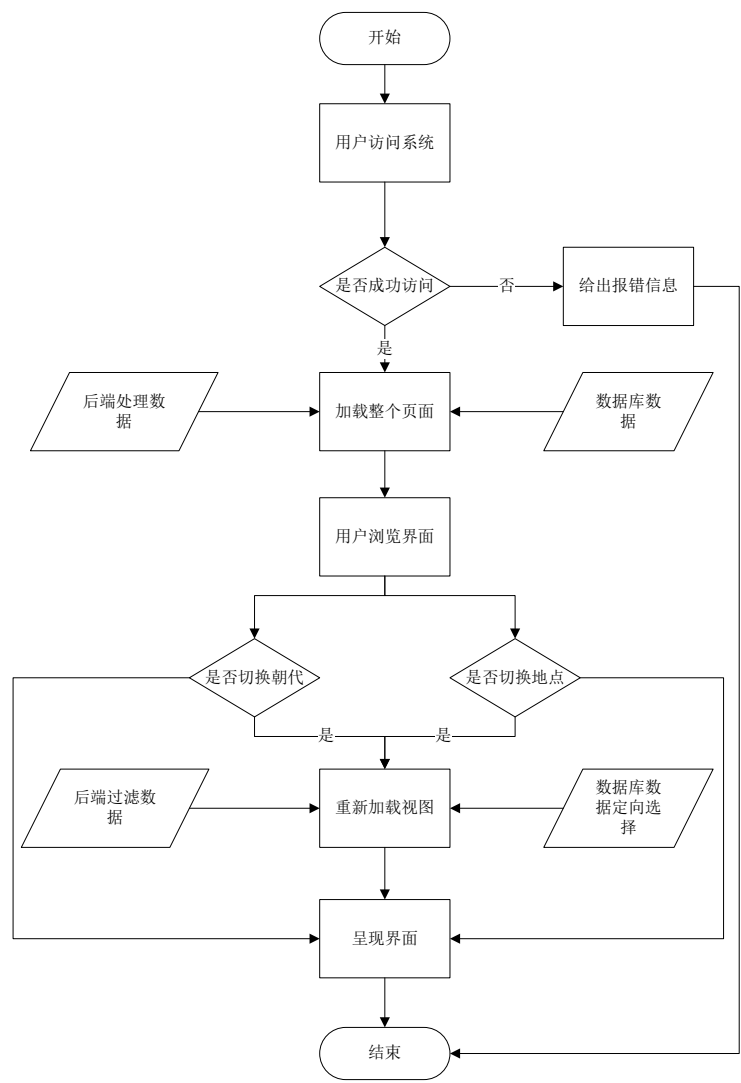 开始
用户访问系统
是否成功访问
否
给出报错信息
是
后端处理数
据
加载整个页面
数据库数
据
用户浏览界面
是否切换朝代
是否切换地点
是
是
后端过滤数
据
重新加载视图
数据库数
据定向选
择
呈现界面
结束